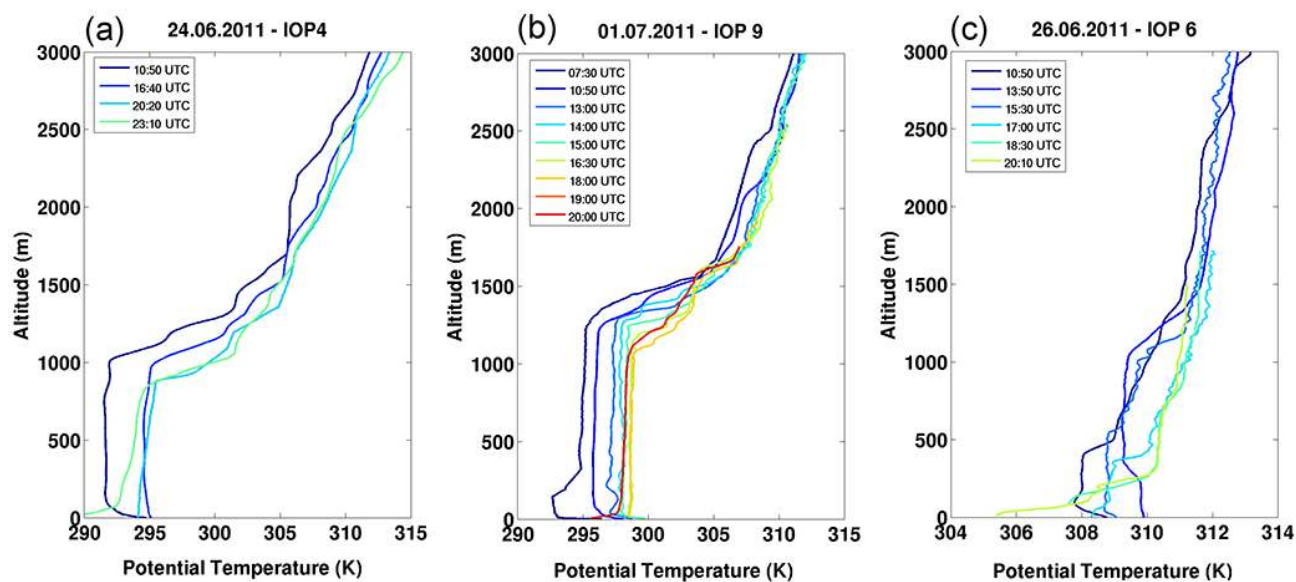 (a)
24.06.2011 - IOP4
3000
2500
2000
1500
1000
500
0
Altitude (m)
10:50 UTC
16:40 UTC
20:20 UTC
23:10 UTC
290 295 300 305 310 315
Potential Temperature (K)
(b)
01.07.2011 - IOP 9
3000
2500
2000
1500
1000
500
0
Altitude (m)
07:30 UTC
10:50 UTC
13:00 UTC
14:00 UTC
15:00 UTC
16:30 UTC
18:00 UTC
19:00 UTC
20:00 UTC
290 295 300 305 310 315
Potential Temperature (K)
(c)
26.06.2011 - IOP 6
3000
2500
2000
1500
1000
500
0
Altitude (m)
10:50 UTC
13:50 UTC
15:30 UTC
17:00 UTC
18:30 UTC
20:10 UTC
304 306 308 310 312 314
Potential Temperature (K)